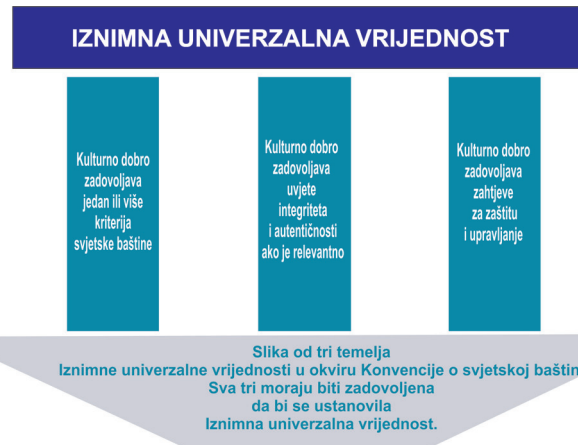 IZNIMNA UNIVERZALNA VRIJEDNOST
Kulturno dobro
zadovoljava
jedan ili više
kriterija
svjetske baštine
Kulturno dobro
zadovoljava
uvjete
integriteta
i autentičnosti
ako je relevantno
Kulturno dobro
zadovoljava
zahtjeve
za zaštitu
i upravljanje
Slika od tri temelja
Iznimne univerzalne vrijednosti u okviru Konvencije o svjetskoj baštin
Sva tri moraju biti zadovoljena
da bi se ustanovila
Iznimna univerzalna vrijednost.